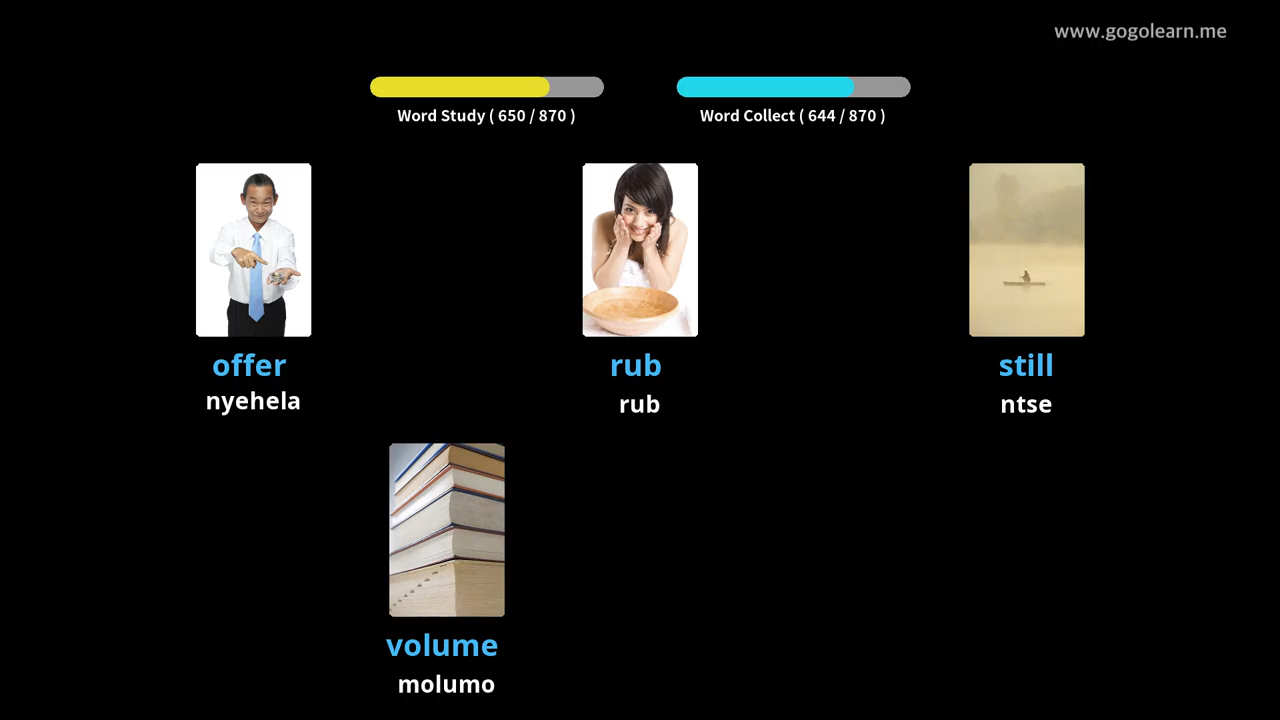 www.gogolearn.me
Word Study ( 650 / 870 )
Word Collect ( 644 / 870 )
offer
nyehela
rub
rub
still
ntse
volume
molumo